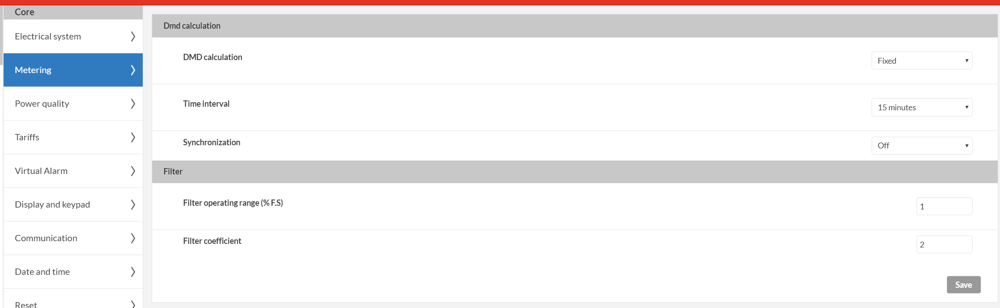 Core
Electrical system
Metering
Power quality
Tariffs
Virtual Alarm
Display and keypad
Communication
Date and time
Reset
Dmd calculation
DMD calculation
Fixed
Time interval
15 minutes
Synchronization
Off
Filter
Filter operating range (% F.S)
1
Filter coefficient
2
Save